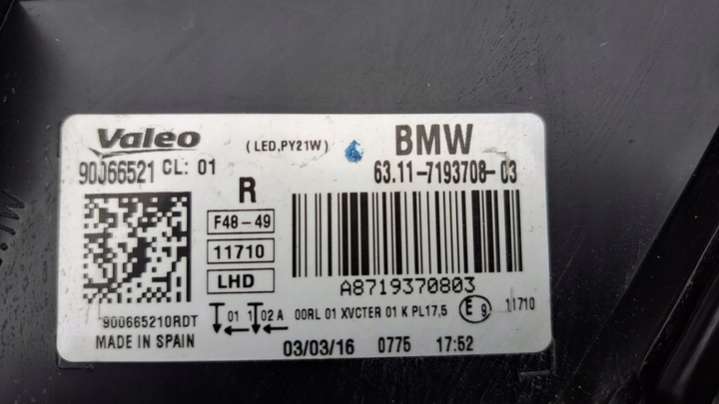 Valeo (LED,PY21W) BMW
90066521 CL: 01 63.11-7193708-03
R
F48-49
11710
LHD
A8719370803
900665210RDT
MADE IN SPAIN
01 1 02 A 00RL 01 XVCTER 01 K PL17,5 E9 11710
03/03/16 0775 17:52